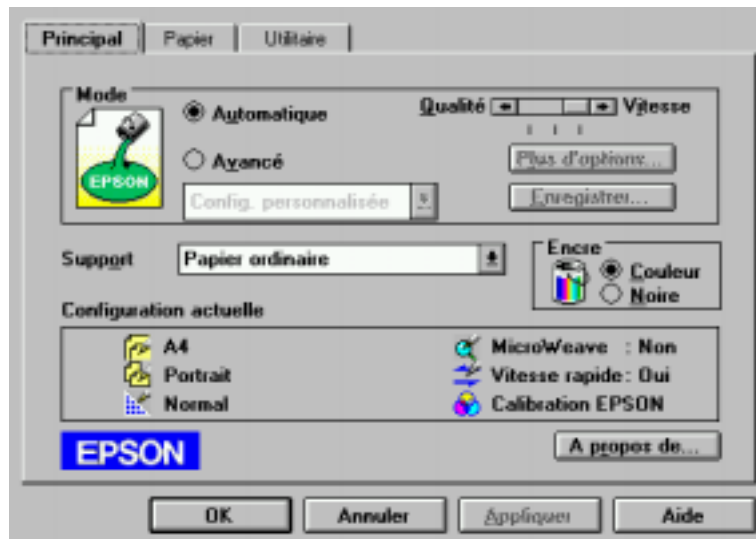 Principal Papier Utilitaire
Mode
Automatique
Qualité Vitesse
Avancé
Plus d'options...
EPSON
Config. personnalisée
Enregistrer...
Support Papier ordinaire
Encre
Couleur
Noire
Configuration actuelle
A4
MicroWeave : Non
Portrait
Vitesse rapide : Oui
Normal
Calibration EPSON
EPSON
A propos de...
OK Annuler Appliquer Aide